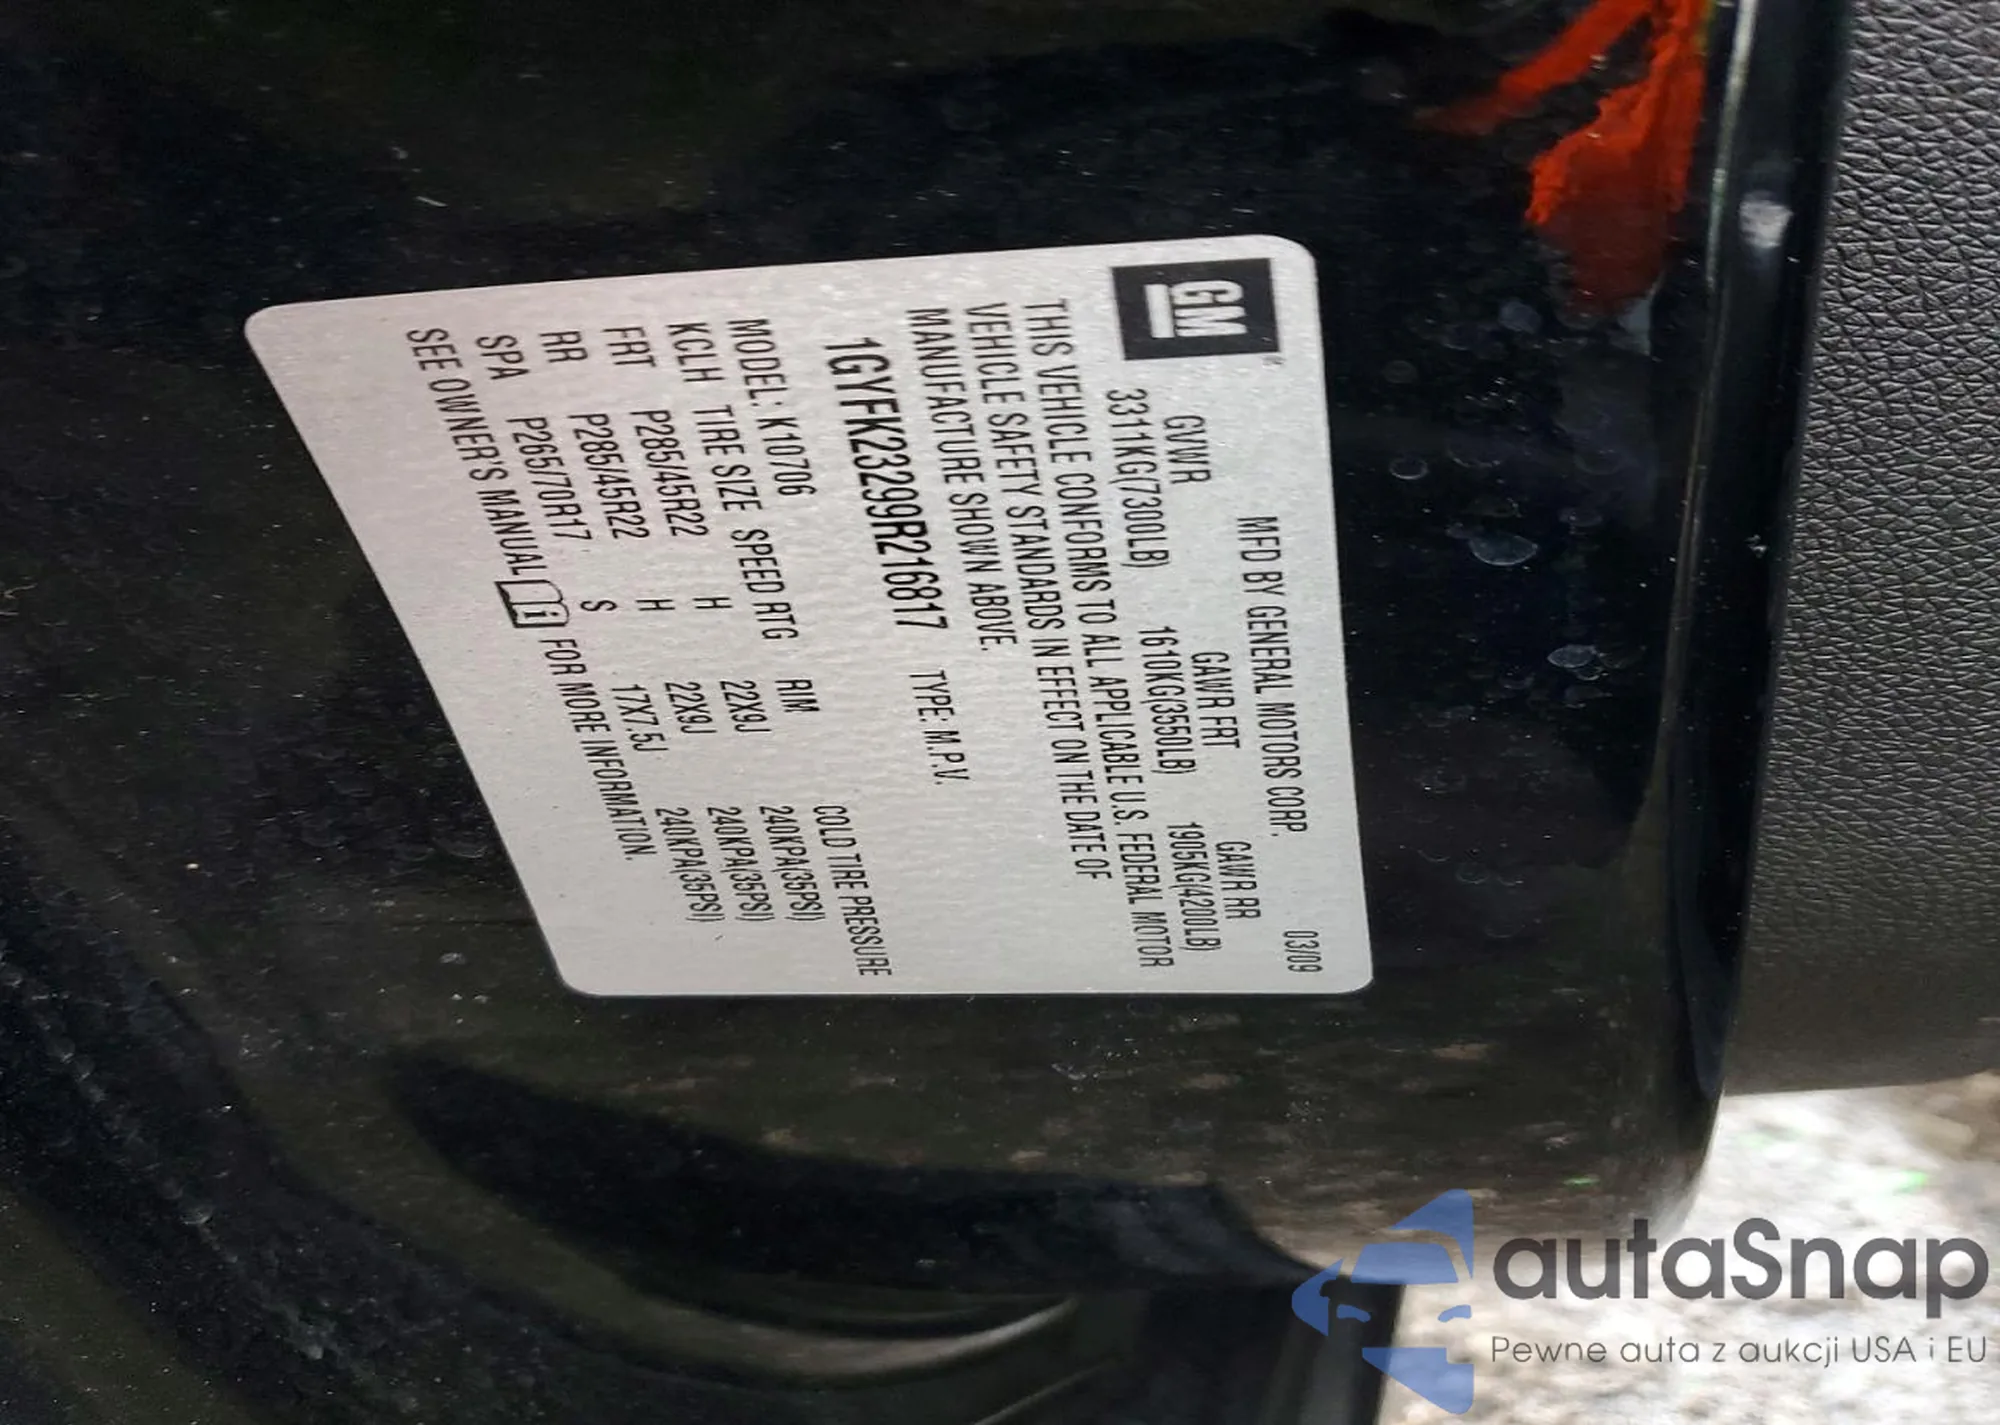 GM
MFD BY GENERAL MOTORS CORP. 03/09
GVWR GAWR FRT GAWR RR
3311KG(7300LB) 1610KG(3550LB) 1905KG(4200LB)
THIS VEHICLE CONFORMS TO ALL APPLICABLE U.S. FEDERAL MOTOR
VEHICLE SAFETY STANDARDS IN EFFECT ON THE DATE OF
MANUFACTURE SHOWN ABOVE.
1GYFK23299R216817 TYPE: M.P.V.
MODEL: K10706
KCLH TIRE SIZE SPEED RTG RIM COLD TIRE PRESSURE
FRT P285/45R22 H 22X9J 240KPA(35PSI)
RR P285/45R22 H 22X9J 240KPA(35PSI)
SPA P265/70R17 S 17X7.5J 240KPA(35PSI)
SEE OWNER'S MANUAL i FOR MORE INFORMATION.
autaSnap
Pewne auta z aukcji USA i EU